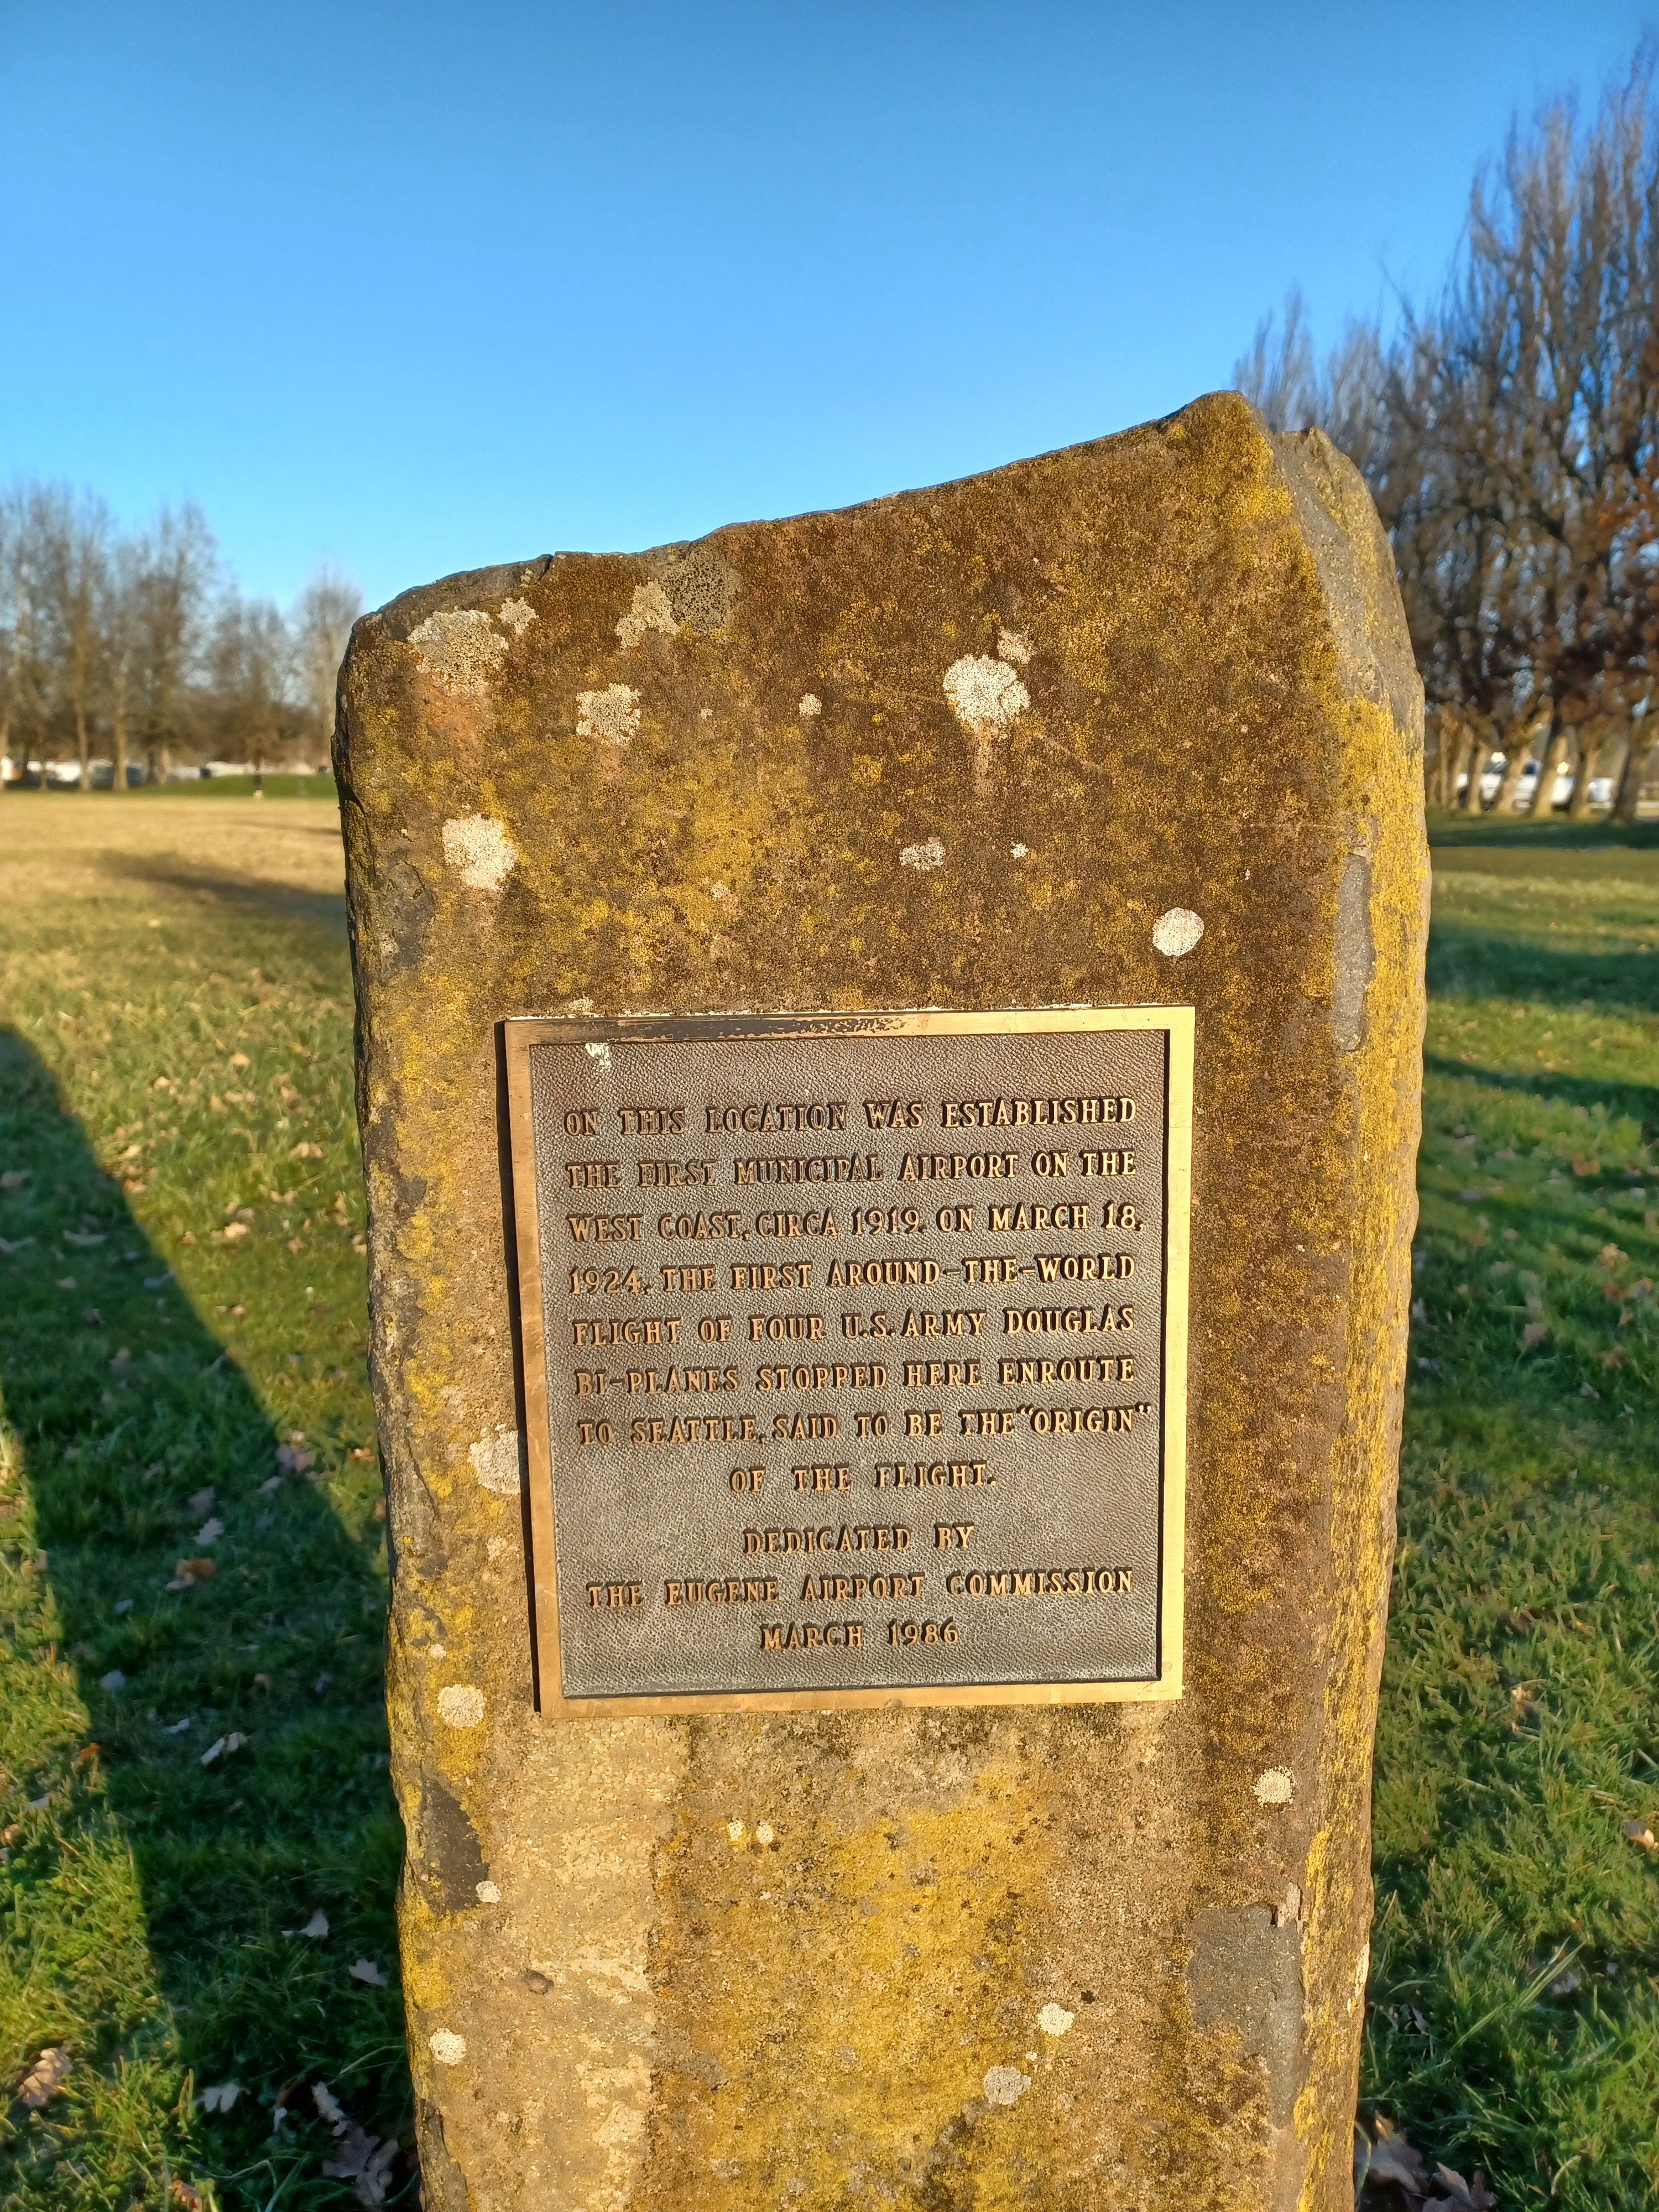 ON THIS LOCATION WAS ESTABLISHED
THE FIRST MUNICIPAL AIRPORT ON THE
WEST COAST, CIRCA 1919. ON MARCH 18,
1924, THE FIRST AROUND-THE-WORLD
FLIGHT OF FOUR U.S. ARMY DOUGLAS
BI-PLANES STOPPED HERE ENROUTE
TO SEATTLE, SAID TO BE THE "ORIGIN"
OF THE FLIGHT.
DEDICATED BY
THE EUGENE AIRPORT COMMISSION
MARCH 1986